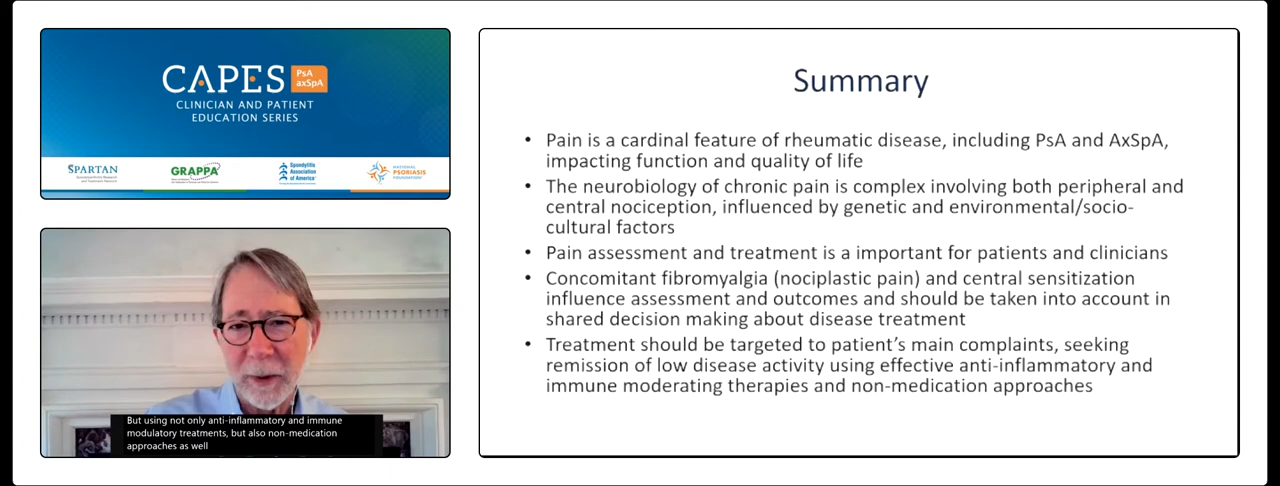 CAPES PsA
axSpA
CLINICIAN AND PATIENT
EDUCATION SERIES
SPARTAN
GRAPPA
Spondylitis
Association
of America
NATIONAL
PSORIASIS
FOUNDATION
But using not only anti-inflammatory and immune
modulatory treatments, but also non-medication
approaches as well
Summary
• Pain is a cardinal feature of rheumatic disease, including PsA and AxSpA,
impacting function and quality of life
• The neurobiology of chronic pain is complex involving both peripheral and
central nociception, influenced by genetic and environmental/socio-
cultural factors
• Pain assessment and treatment is a important for patients and clinicians
• Concomitant fibromyalgia (nociplastic pain) and central sensitization
influence assessment and outcomes and should be taken into account in
shared decision making about disease treatment
• Treatment should be targeted to patient’s main complaints, seeking
remission of low disease activity using effective anti-inflammatory and
immune moderating therapies and non-medication approaches